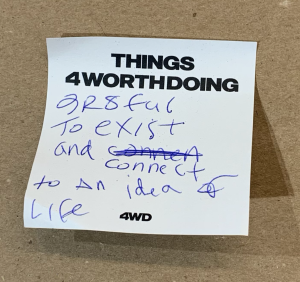 THINGS
4WORTHDOING
gR8ful
To exist
and
connect
to an idea of
Life
4WD